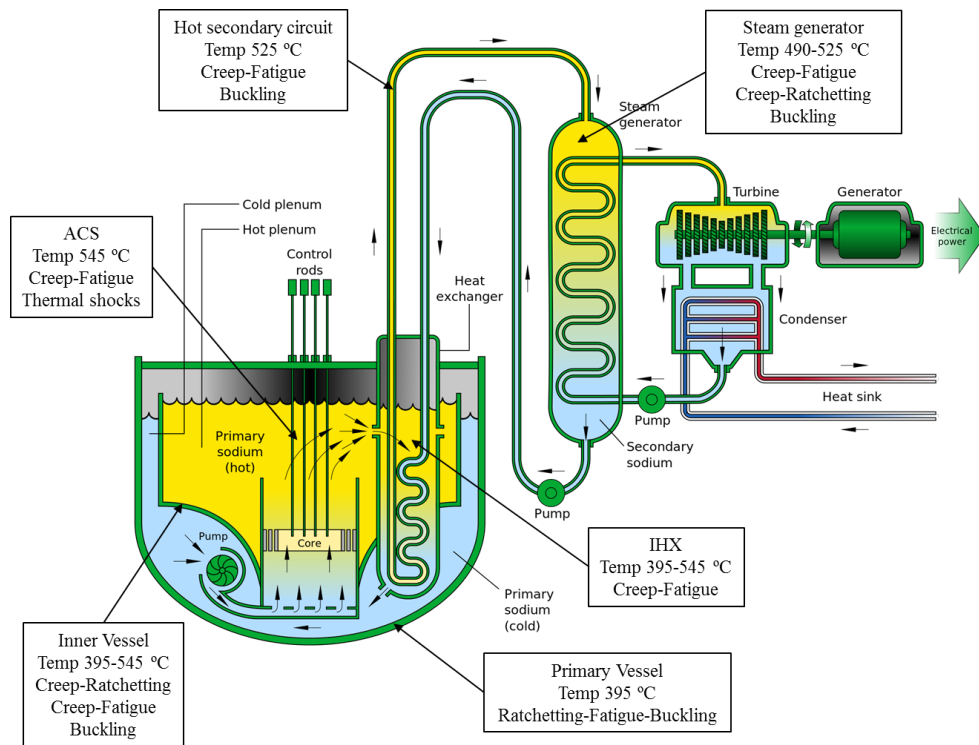 Hot secondary circuit
Temp 525 ºC
Creep-Fatigue
Buckling
Steam generator
Temp 490-525 ºC
Creep-Fatigue
Creep-Ratchetting
Buckling
Steam
generator
Turbine
Generator
Electrical
power
Cold plenum
Hot plenum
ACS
Temp 545 ºC
Creep-Fatigue
Thermal shocks
Control
rods
Heat
exchanger
Condenser
Heat sink
Pump
Primary
sodium
(hot)
Secondary
sodium
Pump
Core
Pump
IHX
Temp 395-545 ºC
Creep-Fatigue
Primary
sodium
(cold)
Inner Vessel
Temp 395-545 ºC
Creep-Ratchetting
Creep-Fatigue
Buckling
Primary Vessel
Temp 395 ºC
Ratchetting-Fatigue-Buckling